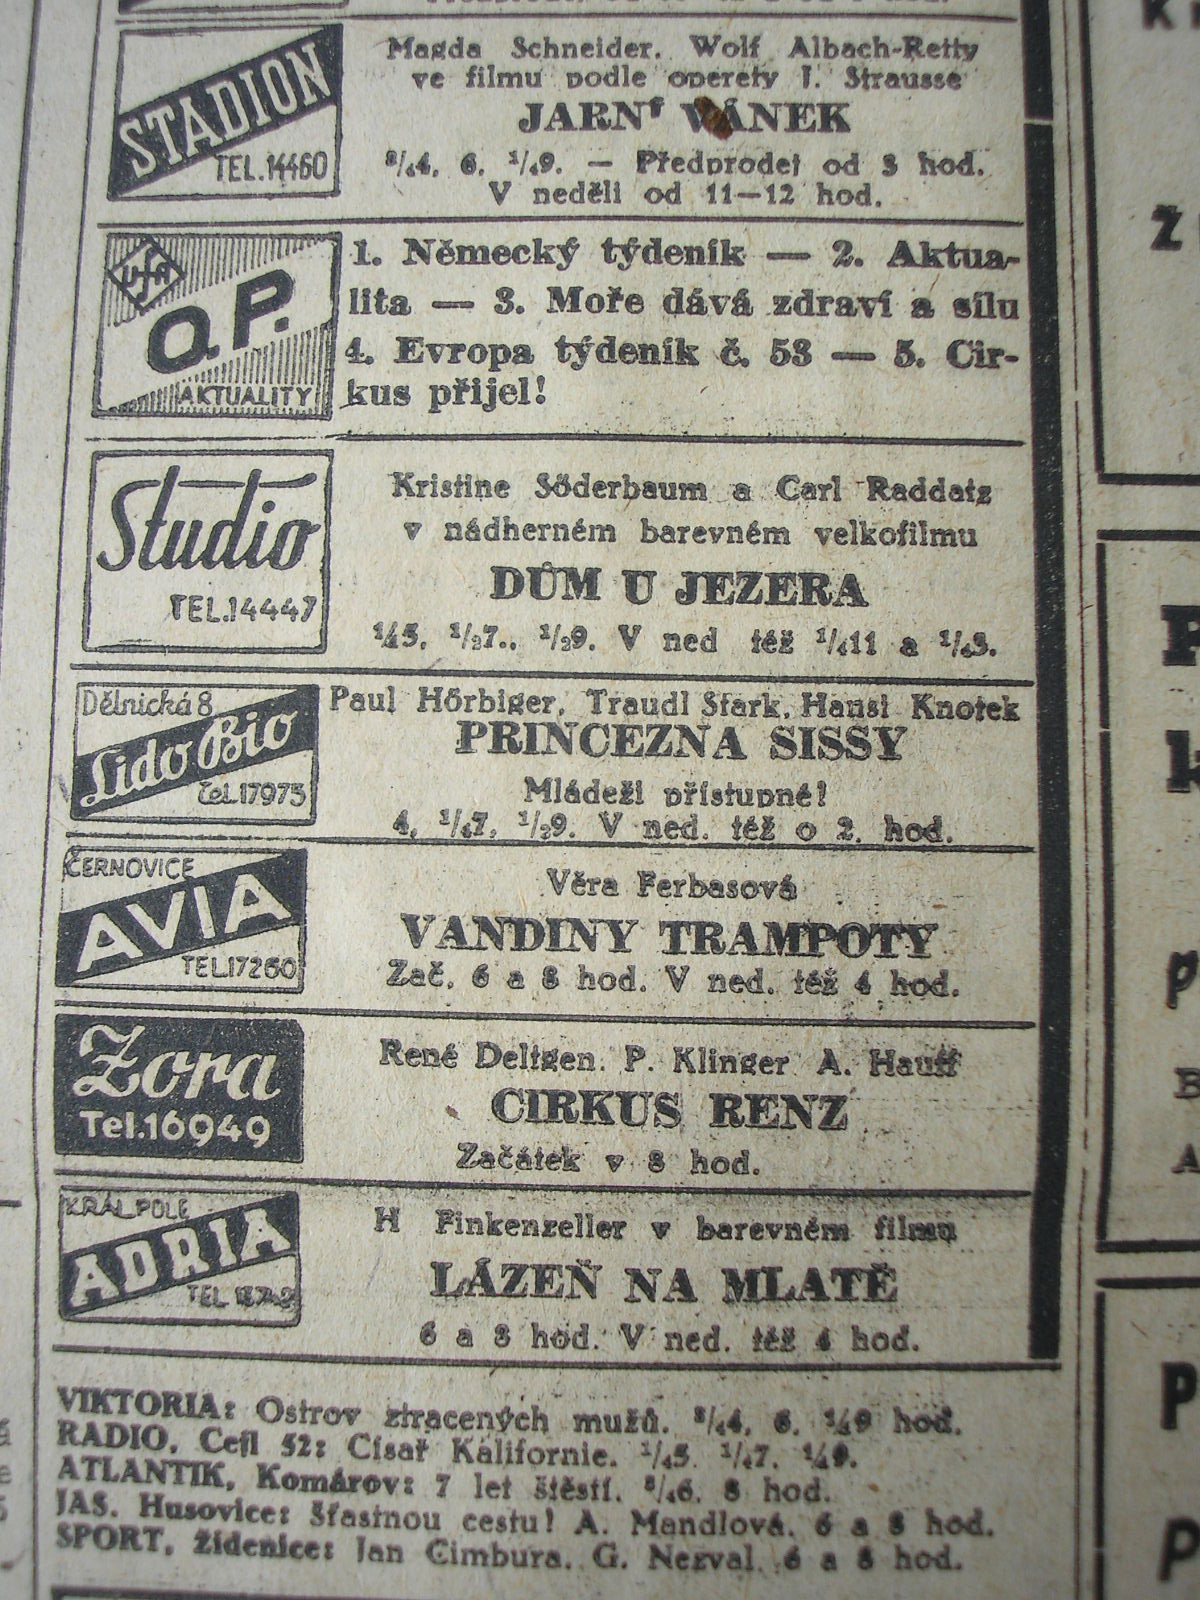 STADION
TEL. 14460
Magda Schneider, Wolf Albach-Retty
ve filmu podle operety J. Strausse
JARNÍ VÁNEK
3/44, 6, 1/49. — Předprodej od 3 hod.
V neděli od 11—12 hod.
Ufa
O.P.
AKTUALITY
1. Německý týdeník — 2. Aktua-
lita — 3. Moře dává zdraví a sílu
4. Evropa týdeník č. 53 — 5. Cir-
kus přijel!
Studio
TEL. 14447
Kristine Söderbaum a Carl Raddatz
v nádherném barevném velkofilmu
DŮM U JEZERA
1/45, 1/27., 1/29. V ned též 1/411 a 1/43.
Dělnická 8
Lido Bio
tel. 17975
Paul Hörbiger, Traudl Stark, Hansi Knotek
PRINCEZNA SISSY
Mládeži přístupné!
4, 1/47, 1/29. V ned. též o 2. hod.
ČERNOVICE
AVIA
TEL 17260
Věra Ferbasová
VANDINY TRAMPOTY
Zač. 6 a 8 hod. V ned. též 4 hod.
Zora
Tel. 16949
René Deltgen, P. Klinger A. Hauff
CIRKUS RENZ
Začátek v 8 hod.
KRÁL. POLE
ADRIA
TEL
H Finkenzeller v barevném filmu
LÁZEŇ NA MLATĚ
6 a 8 hod. V ned. též 4 hod.
VIKTORIA: Ostrov ztracených mužů. 3/44, 6, 1/49 hod.
RADIO, Cejl 52: Císař Kalifornie. 1/45, 1/47, 1/49.
ATLANTIK, Komárov: 7 let štěstí. 3/46, 8 hod.
JAS. Husovice: Šťastnou cestu! A. Mandlová. 6 a 8 hod.
SPORT, Židenice: Jan Cimbura. G. Nezval. 6 a 8 hod.